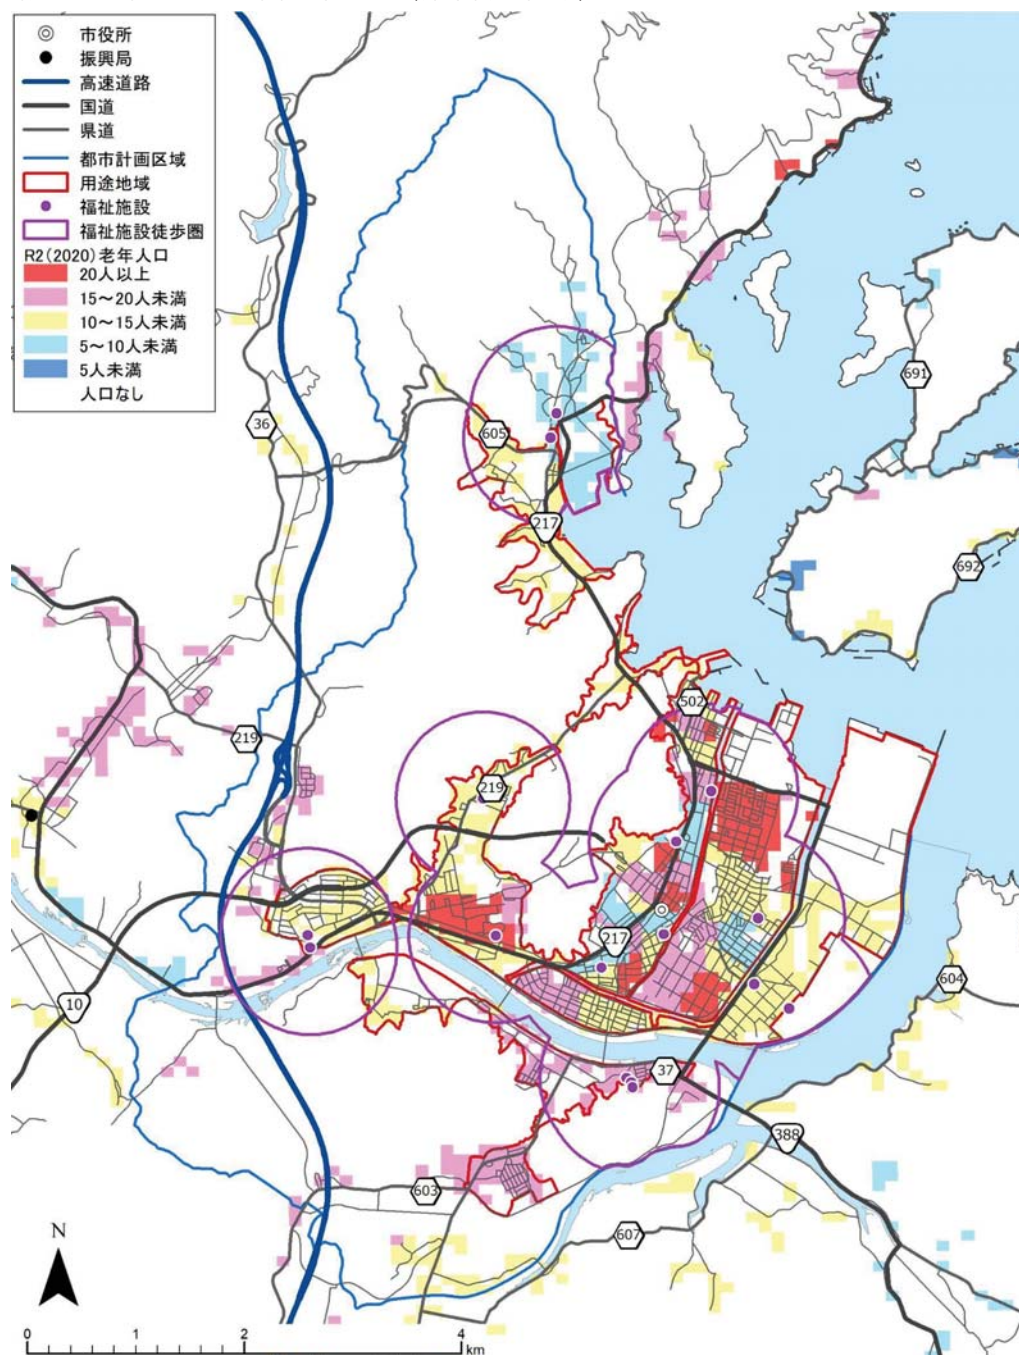 市役所
振興局
高速道路
国道
県道
都市計画区域
用途地域
福祉施設
福祉施設徒歩圏
R2(2020)老年人口
20人以上
15～20人未満
10～15人未満
5～10人未満
5人未満
人口なし
691
36
605
217
692
502
219
219
217
604
10
37
388
603
607
N
0 1 2 4
km